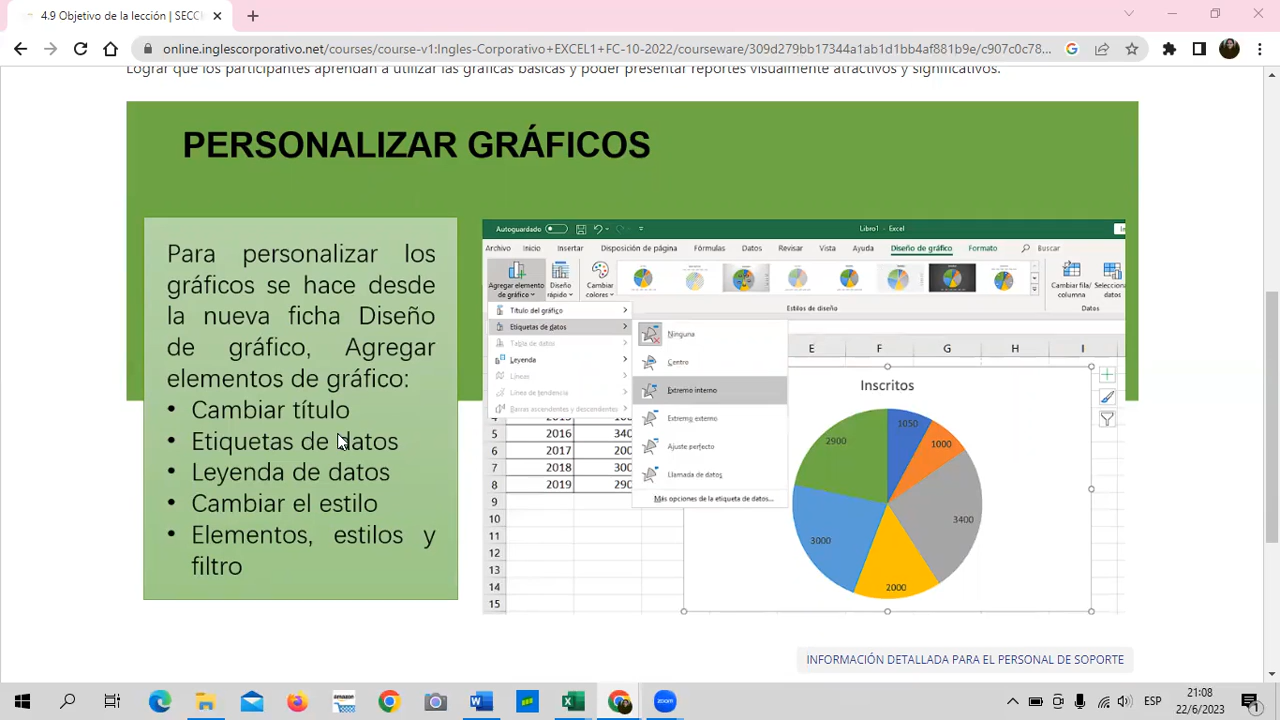 4.9 Objetivo de la lección | SECCI
online.inglescorporativo.net/courses/course-v1:Ingles-Corporativo+EXCEL1+FC-10-2022/courseware/309d279bb17344a1ab1d1bb4af881b9e/c907c0c78...
Lograr que los participantes aprendan a utilizar las gráficas básicas y poder presentar reportes visualmente atractivos y significativos.
PERSONALIZAR GRÁFICOS
Para personalizar los
gráficos se hace desde
la nueva ficha Diseño
de gráfico, Agregar
elementos de gráfico:
• Cambiar título
• Etiquetas de datos
• Leyenda de datos
• Cambiar el estilo
• Elementos, estilos y
filtro
Autoguardado Libro1 - Excel
Archivo Inicio Insertar Disposición de página Fórmulas Datos Revisar Vista Ayuda Diseño de gráfico Formato Buscar
Agregar elemento de gráfico
Diseño rápido
Cambiar colores
Cambiar fila/ columna
Selecciona datos
Estilos de diseño
Título del gráfico
Etiquetas de datos
Tabla de datos
Leyenda
Líneas
Línea de tendencia
Barras ascendentes y descendentes
Ninguna
Centro
Extremo interno
Extremo externo
Ajuste perfecto
Llamada de datos
Más opciones de la etiqueta de datos...
E F G H I
5 2016 340
6 2017 200
7 2018 300
8 2019 290
9
10
11
12
13
14
15
Inscritos
1050
1000
3400
2000
3000
2900
INFORMACIÓN DETALLADA PARA EL PERSONAL DE SOPORTE
amazon
zoom
ESP
21:08
22/6/2023